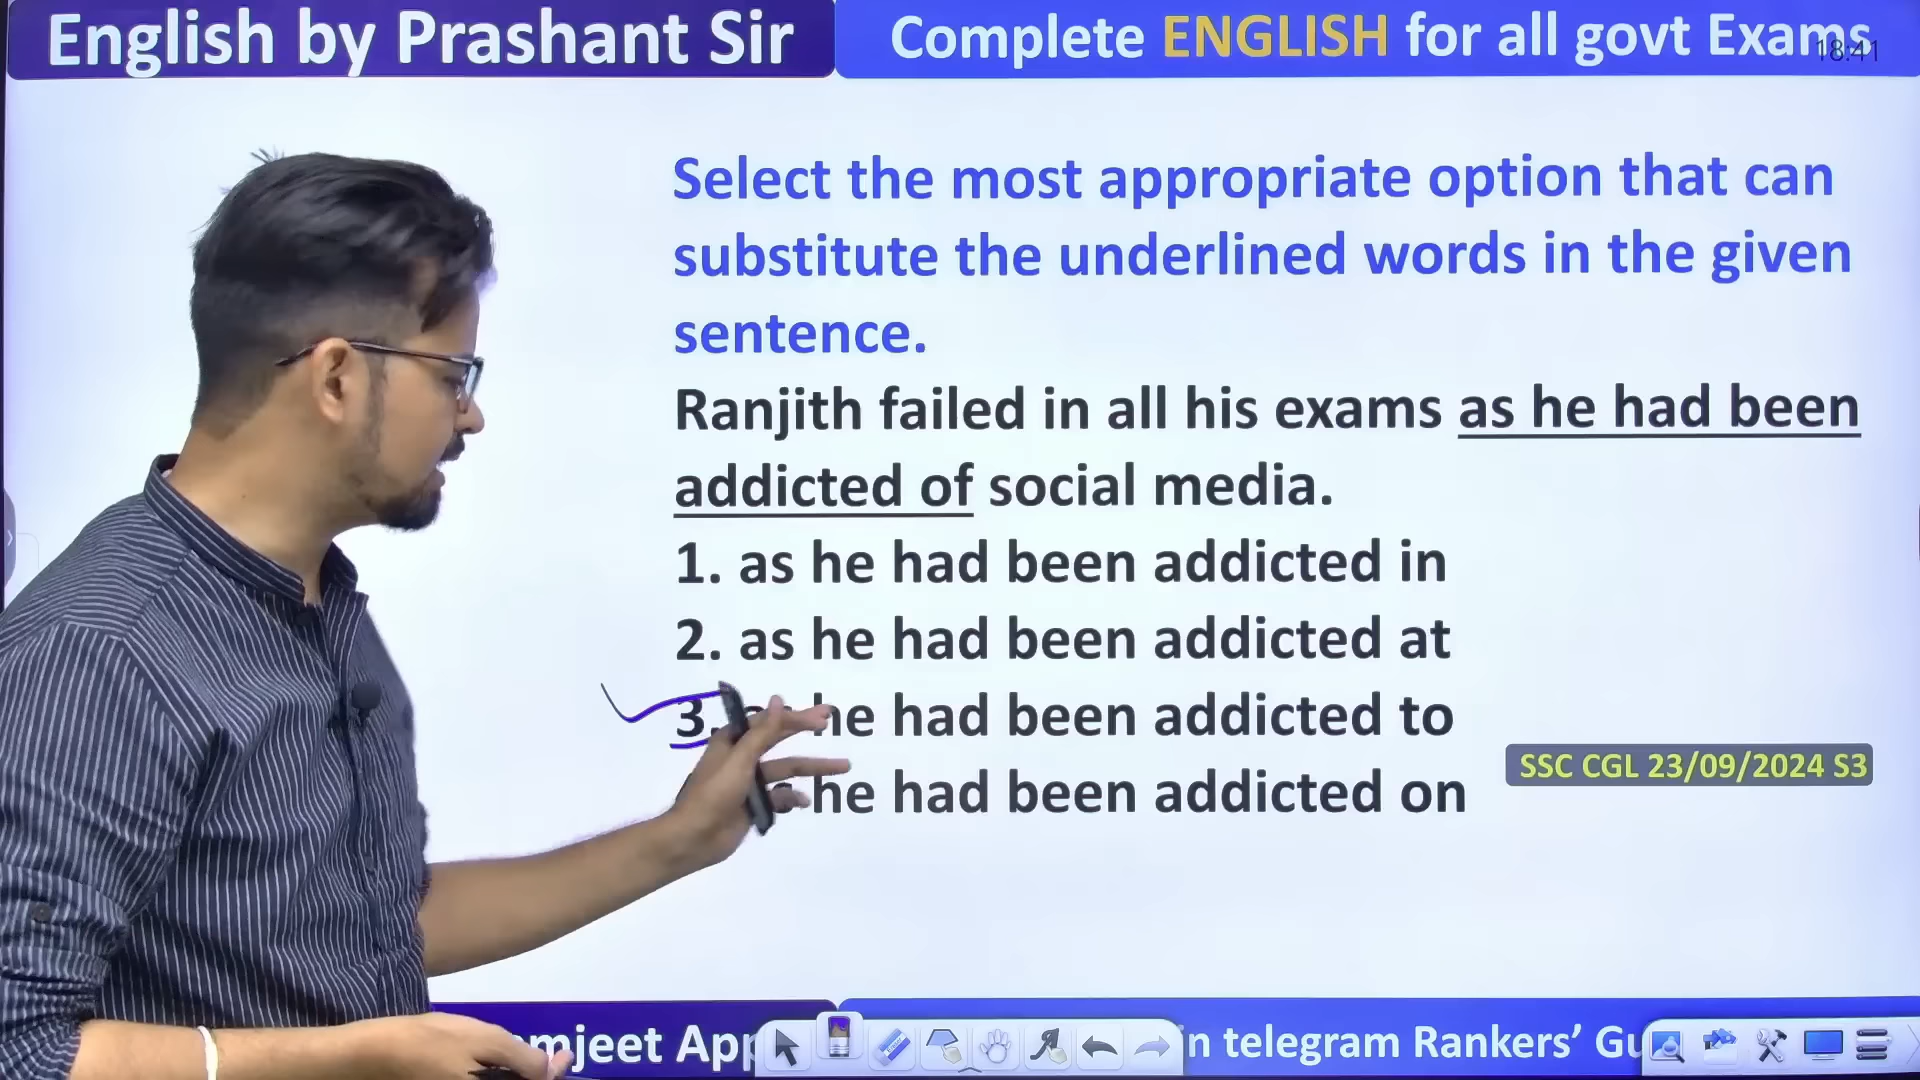 English by Prashant Sir
Complete ENGLISH for all govt Exams
18:41
Select the most appropriate option that can
substitute the underlined words in the given
sentence.
Ranjith failed in all his exams as he had been
addicted of social media.
1. as he had been addicted in
2. as he had been addicted at
3. he had been addicted to
he had been addicted on
SSC CGL 23/09/2024 S3
in telegram Rankers’